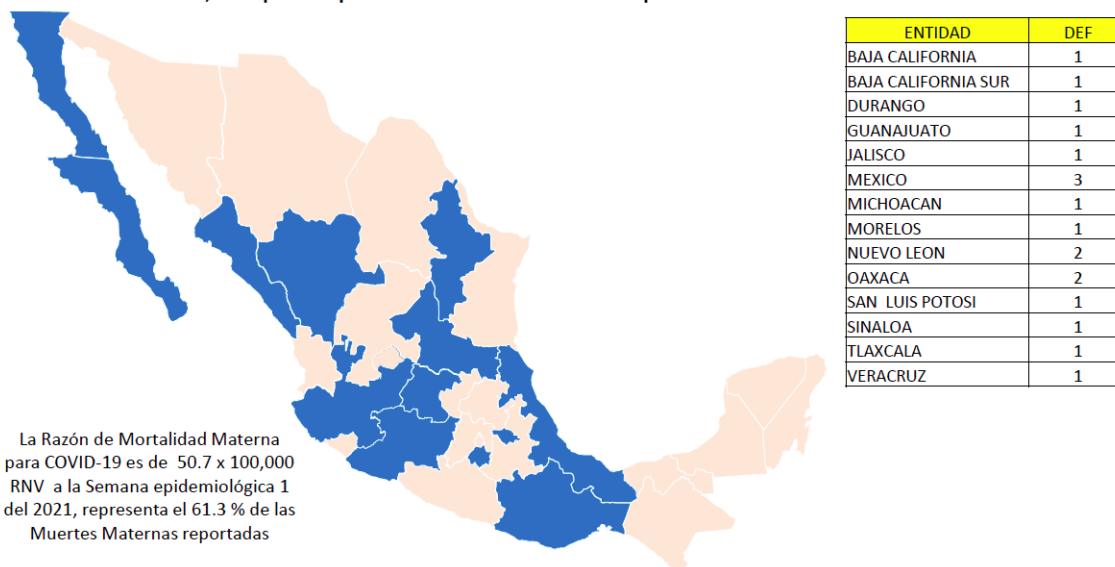 ENTIDAD DEF
BAJA CALIFORNIA 1
BAJA CALIFORNIA SUR 1
DURANGO 1
GUANAJUATO 1
JALISCO 1
MEXICO 3
MICHOACAN 1
MORELOS 1
NUEVO LEON 2
OAXACA 2
SAN LUIS POTOSI 1
SINALOA 1
TLAXCALA 1
VERACRUZ 1
La Razón de Mortalidad Materna
para COVID-19 es de 50.7 x 100,000
RNV a la Semana epidemiológica 1
del 2021, representa el 61.3 % de las
Muertes Maternas reportadas